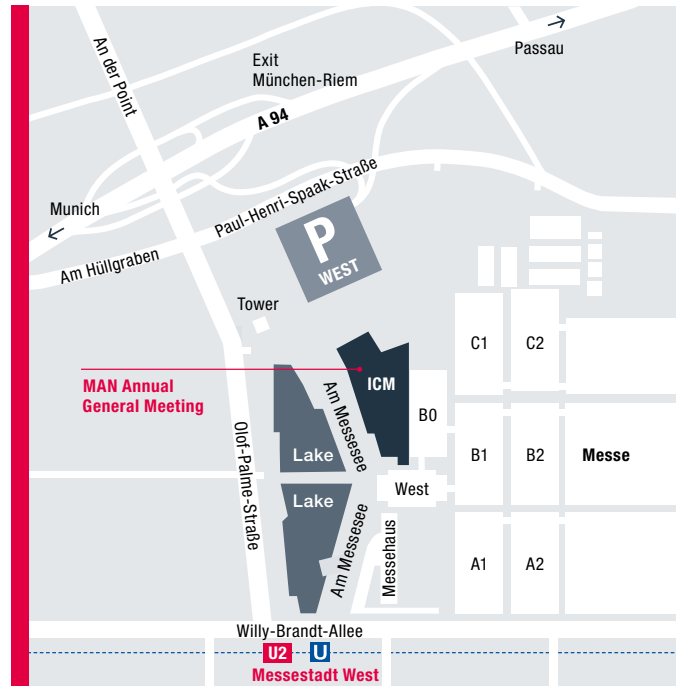 An der Point
Exit
München-Riem
Passau
A 94
Munich
Paul-Henri-Spaak-Straße
Am Hüllgraben
P
WEST
Tower
C1
C2
MAN Annual
General Meeting
ICM
Am Messesee
B0
Olof-Palme-Straße
Lake
B1
B2
Messe
West
Lake
Am Messesee
Messehaus
A1
A2
Willy-Brandt-Allee
U2
U
Messestadt West